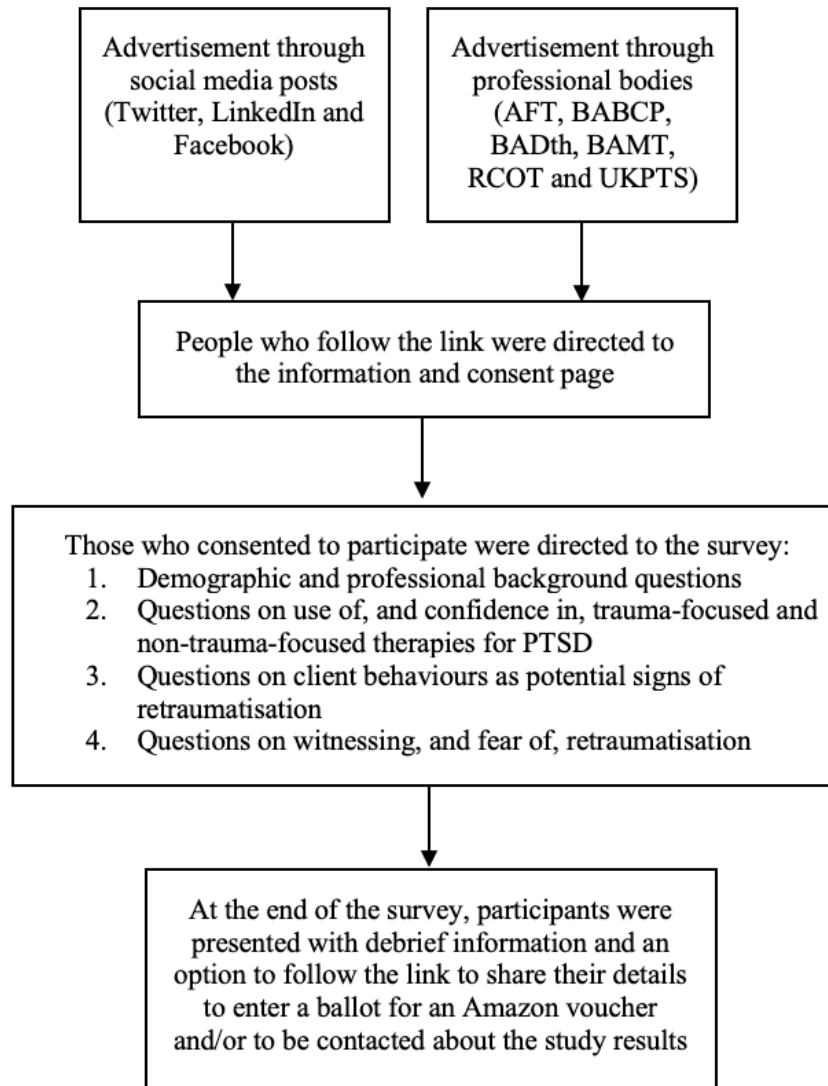 Advertisement through
social media posts
(Twitter, LinkedIn and
Facebook)
Advertisement through
professional bodies
(AFT, BABCP,
BADth, BAMT,
RCOT and UKPTS)
People who follow the link were directed to
the information and consent page
Those who consented to participate were directed to the survey:
1. Demographic and professional background questions
2. Questions on use of, and confidence in, trauma-focused and
non-trauma-focused therapies for PTSD
3. Questions on client behaviours as potential signs of
retraumatisation
4. Questions on witnessing, and fear of, retraumatisation
At the end of the survey, participants were
presented with debrief information and an
option to follow the link to share their details
to enter a ballot for an Amazon voucher
and/or to be contacted about the study results